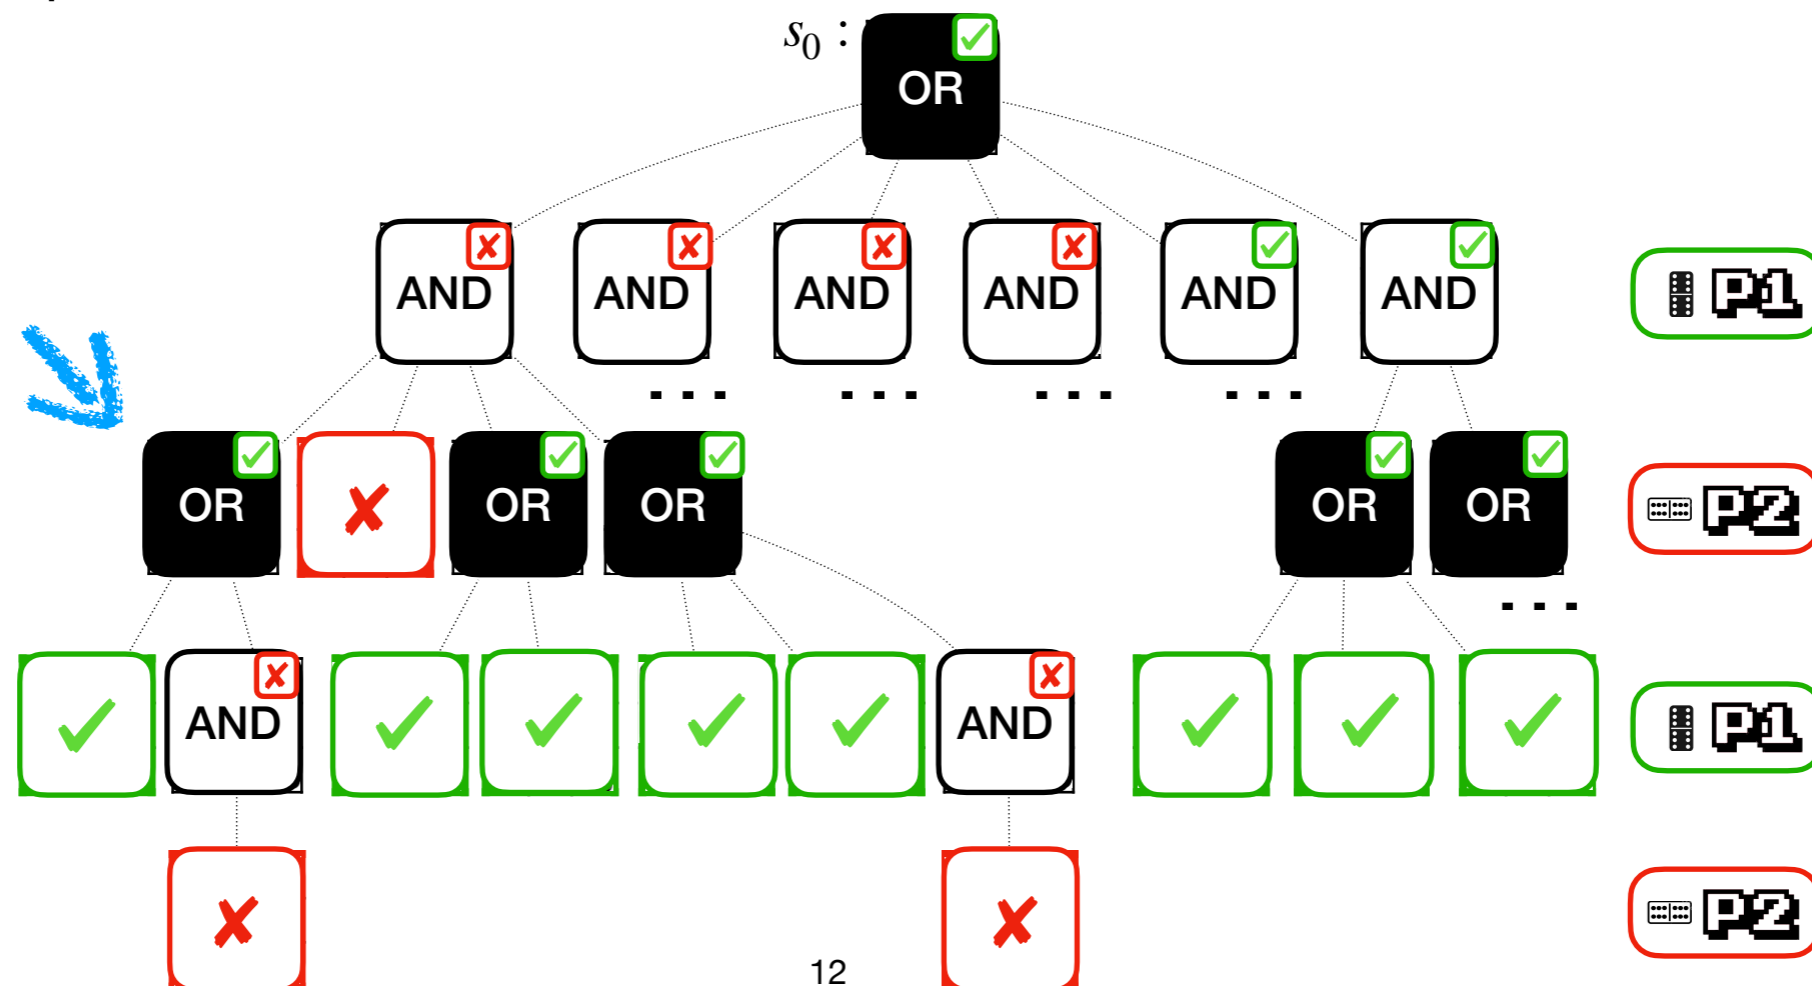 s₀ :
OR
AND AND AND AND AND AND
P1
... ... ... ...
OR ✘ OR OR OR OR
P2
...
✓ AND ✓ ✓ ✓ ✓ AND ✓ ✓ ✓
P1
✘ ✘
P2
12